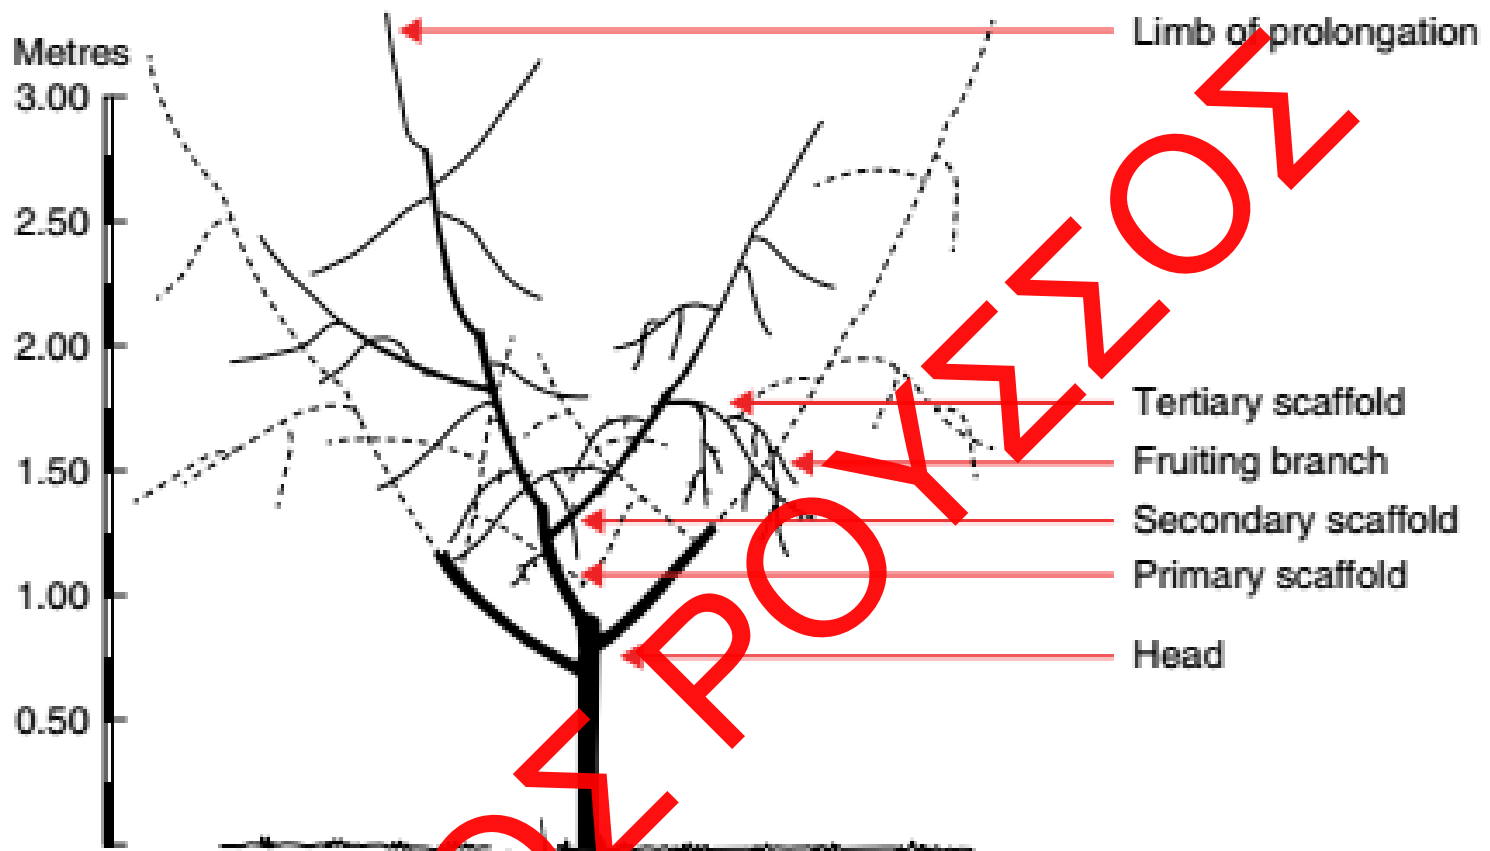 Limb of prolongation
Metres
3.00
2.50
2.00
Tertiary scaffold
1.50
Fruiting branch
Secondary scaffold
Primary scaffold
1.00
Head
0.50
ΡΟΥΣΣΟΣ